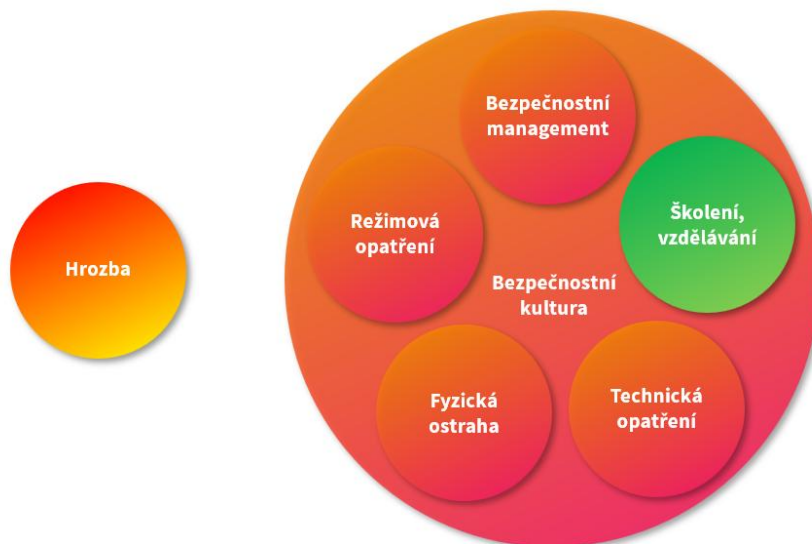 Hrozba
Bezpečnostní
management
Školení,
vzdělávání
Režimová
opatření
Bezpečnostní
kultura
Fyzická
ostraha
Technická
opatření